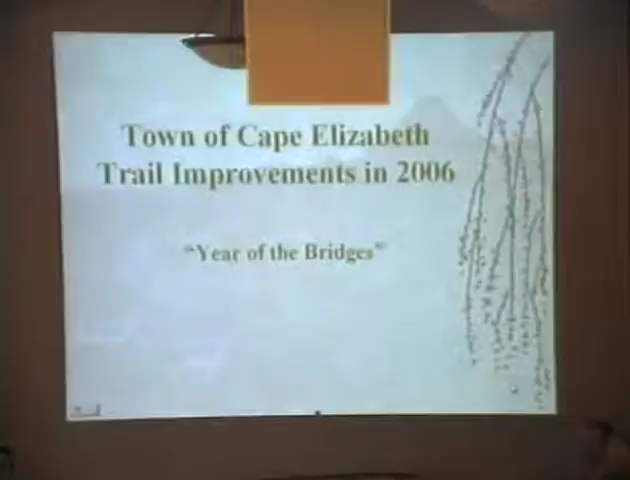 Town of Cape Elizabeth
Trail Improvements in 2006
“Year of the Bridges”